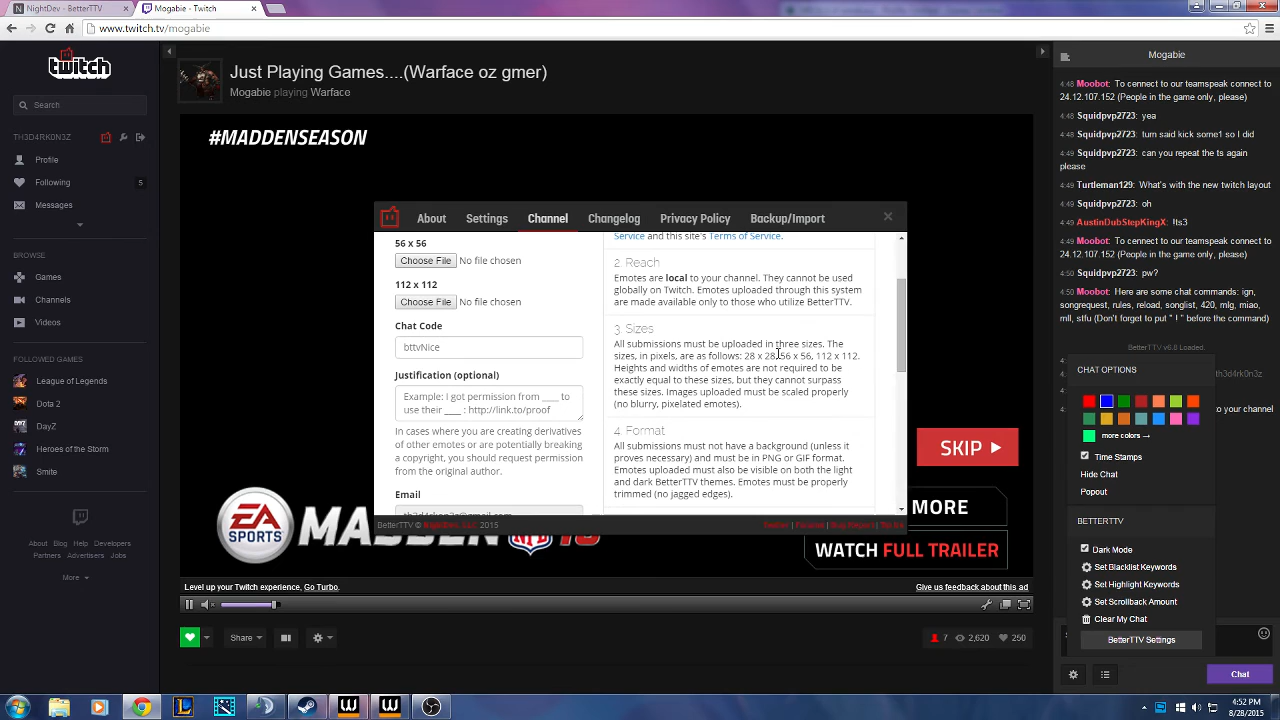 NightDev - BetterTTV
Mogabie - Twitch
www.twitch.tv/mogabie
twitch
Search
TH3D4RK0N3Z
Profile
Following 5
Messages
BROWSE
Games
Channels
Videos
FOLLOWED GAMES
League of Legends
Dota 2
DayZ
Heroes of the Storm
Smite
About Blog Help Developers
Partners Advertisers Jobs
More
Just Playing Games....(Warface oz gmer)
Mogabie playing Warface
#MADDENSEASON
About Settings Channel Changelog Privacy Policy Backup/Import
56 x 56
Choose File No file chosen
112 x 112
Choose File No file chosen
Chat Code
bttvNice
Justification (optional)
Example: I got permission from ____ to
use their ____ : http://link.to/proof
In cases where you are creating derivatives
of other emotes or are potentially breaking
a copyright, you should request permission
from the original author.
Email
Service and this site's Terms of Service.
2. Reach
Emotes are local to your channel. They cannot be used
globally on Twitch. Emotes uploaded through this system
are made available only to those who utilize BetterTTV.
3. Sizes
All submissions must be uploaded in three sizes. The
sizes, in pixels, are as follows: 28 x 28, 56 x 56, 112 x 112.
Heights and widths of emotes are not required to be
exactly equal to these sizes, but they cannot surpass
these sizes. Images uploaded must be scaled properly
(no blurry, pixelated emotes).
4. Format
All submissions must not have a background (unless it
proves necessary) and must be in PNG or GIF format.
Emotes uploaded must also be visible on both the light
and dark BetterTTV themes. Emotes must be properly
trimmed (no jagged edges).
BetterTTV © NightDev, LLC 2015
Twitter | Forums | Bug Report |
SKIP
MORE
WATCH FULL TRAILER
EA
SPORTS
NFL
Level up your Twitch experience, Go Turbo.
Give us feedback about this ad
Share
7 2,620 250
Mogabie
4:48 Moobot: To connect to our teamspeak connect to
24.12.107.152 (People in the game only, please)
4:48 Squidpvp2723: yea
4:48 Squidpvp2723: turn said kick some1 so I did
4:49 Squidpvp2723: can you repeat the ts again
please
4:49 Turtleman129: What's with the new twitch layout
4:49 Squidpvp2723: oh
4:49 AustinDubStepKingX: !ts3
4:49 Moobot: To connect to our teamspeak connect to
24.12.107.152 (People in the game only, please)
4:50 Squidpvp2723: pw?
4:50 Moobot: Here are some chat commands: ign,
songrequest, rules, reload, songlist, 420, mlg, miao,
mll, stfu (Don't forget to put " ! " before the command)
BetterTTV v6.8 Loaded.
CHAT OPTIONS
more colors →
Time Stamps
Hide Chat
Popout
BETTERTTV
Dark Mode
Set Blacklist Keywords
Set Highlight Keywords
Set Scrollback Amount
Clear My Chat
BetterTTV Settings
Chat
4:52 PM
8/28/2015